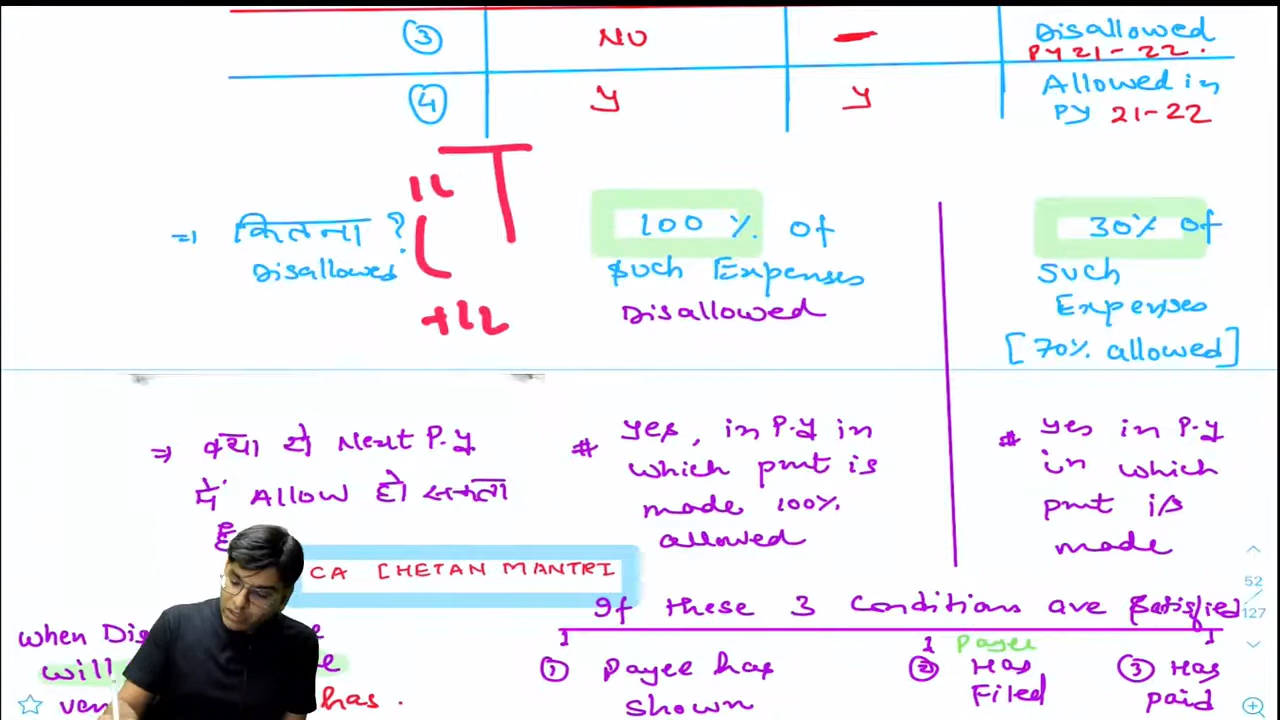 ③ NO — Disallowed
PY 21-22.
④ Y Y Allowed in
PY 21-22
⇒ कितना ? 100 % of 30% of
Disallowed such Expenses such
Disallowed Expenses
[70% allowed]
⇒ क्या ये Next P.Y # Yes, in P.Y in # Yes in P.Y
में Allow हो सकता which pmt is in which
है made 100% pmt is
allowed made
CA CHETAN MANTRI
If these 3 conditions are satisfied
① Payee has
shown
② Payee
Has
Filed
③ Has
paid
when
will
has.
52
127